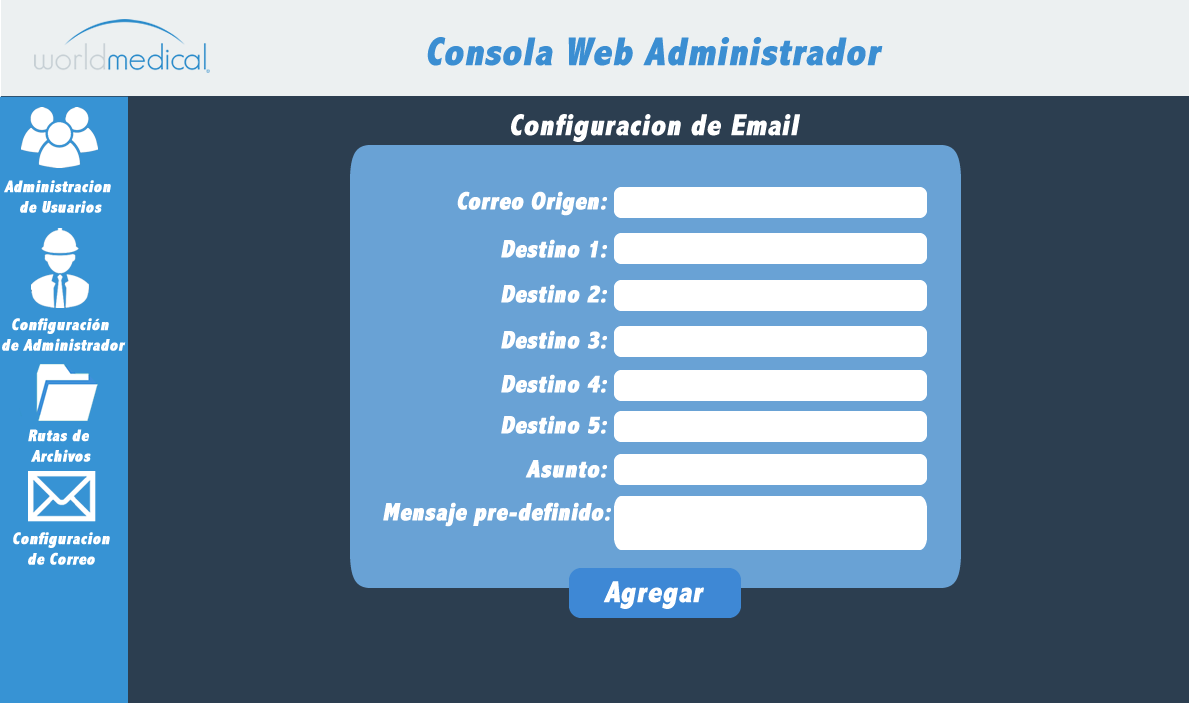 worldmedical
Consola Web Administrador
Administracion
de Usuarios
Configuración
de Administrador
Rutas de
Archivos
Configuracion
de Correo
Configuracion de Email
Correo Origen:
Destino 1:
Destino 2:
Destino 3:
Destino 4:
Destino 5:
Asunto:
Mensaje pre-definido:
Agregar